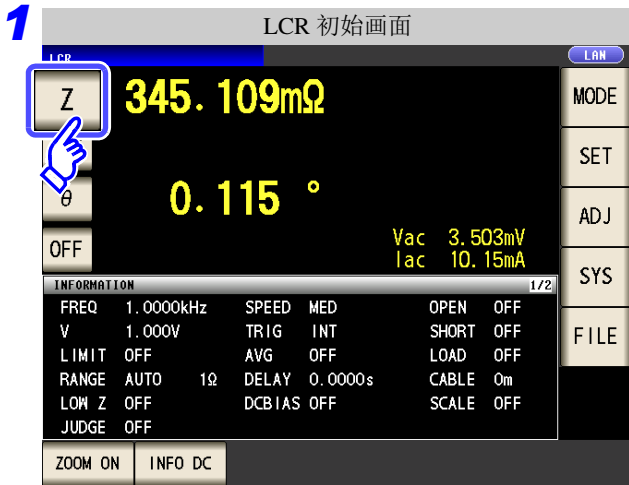 1
LCR 初始画面
LCR
LAN
Z 345.109mΩ
MODE
SET
θ 0.115 °
ADJ
OFF
Vac 3.503mV
Iac 10.15mA
SYS
INFORMATION 1/2
FREQ 1.0000kHz SPEED MED OPEN OFF
V 1.000V TRIG INT SHORT OFF
FILE
LIMIT OFF AVG OFF LOAD OFF
RANGE AUTO 1Ω DELAY 0.0000s CABLE 0m
LOW Z OFF DCBIAS OFF SCALE OFF
JUDGE OFF
ZOOM ON INFO DC